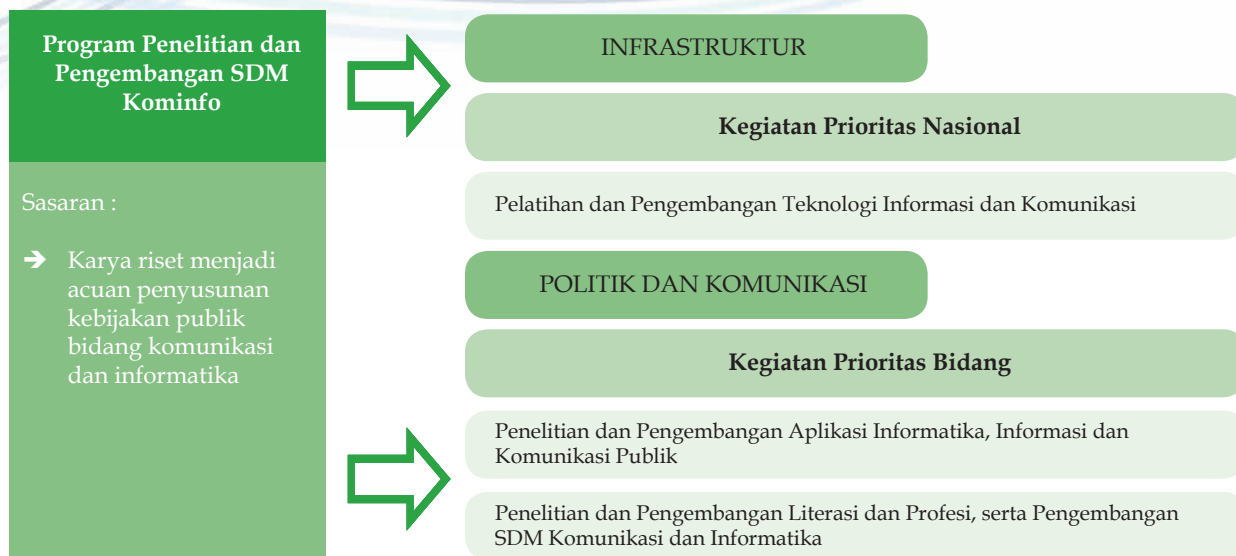 Program Penelitian dan
Pengembangan SDM
Kominfo
Sasaran :
➔ Karya riset menjadi
acuan penyusunan
kebijakan publik
bidang komunikasi
dan informatika
INFRASTRUKTUR
Kegiatan Prioritas Nasional
Pelatihan dan Pengembangan Teknologi Informasi dan Komunikasi
POLITIK DAN KOMUNIKASI
Kegiatan Prioritas Bidang
Penelitian dan Pengembangan Aplikasi Informatika, Informasi dan
Komunikasi Publik
Penelitian dan Pengembangan Literasi dan Profesi, serta Pengembangan
SDM Komunikasi dan Informatika